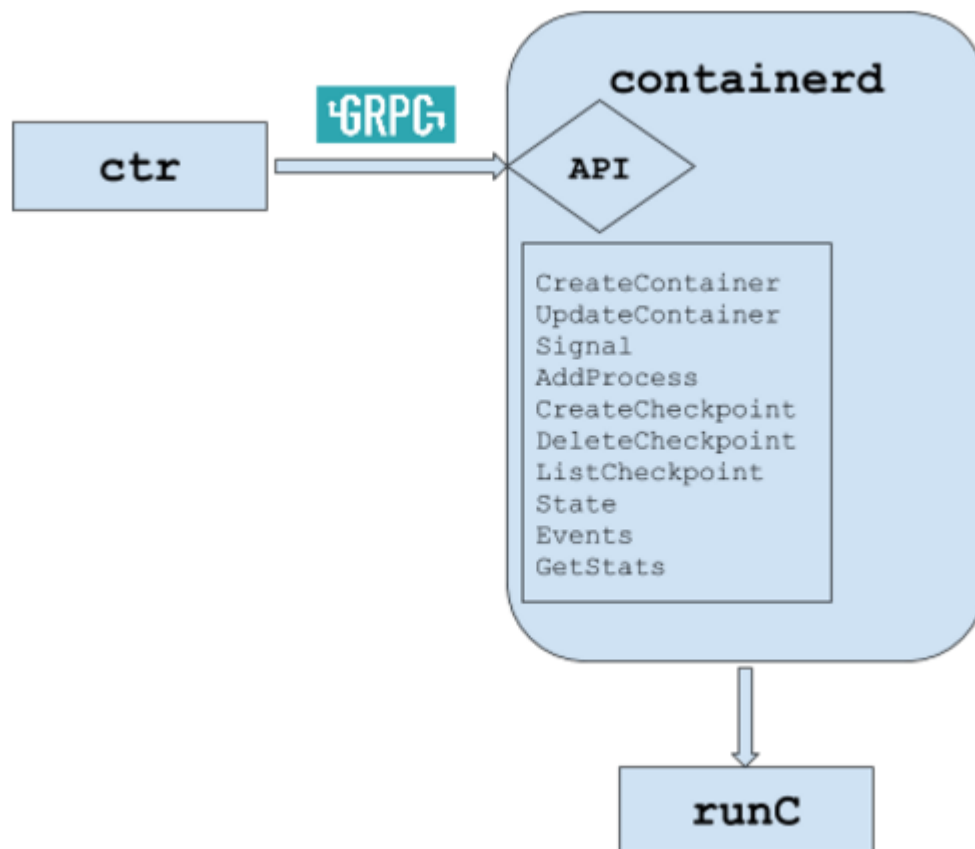 containerd
GRPC
ctr
API
CreateContainer
UpdateContainer
Signal
AddProcess
CreateCheckpoint
DeleteCheckpoint
ListCheckpoint
State
Events
GetStats
runC